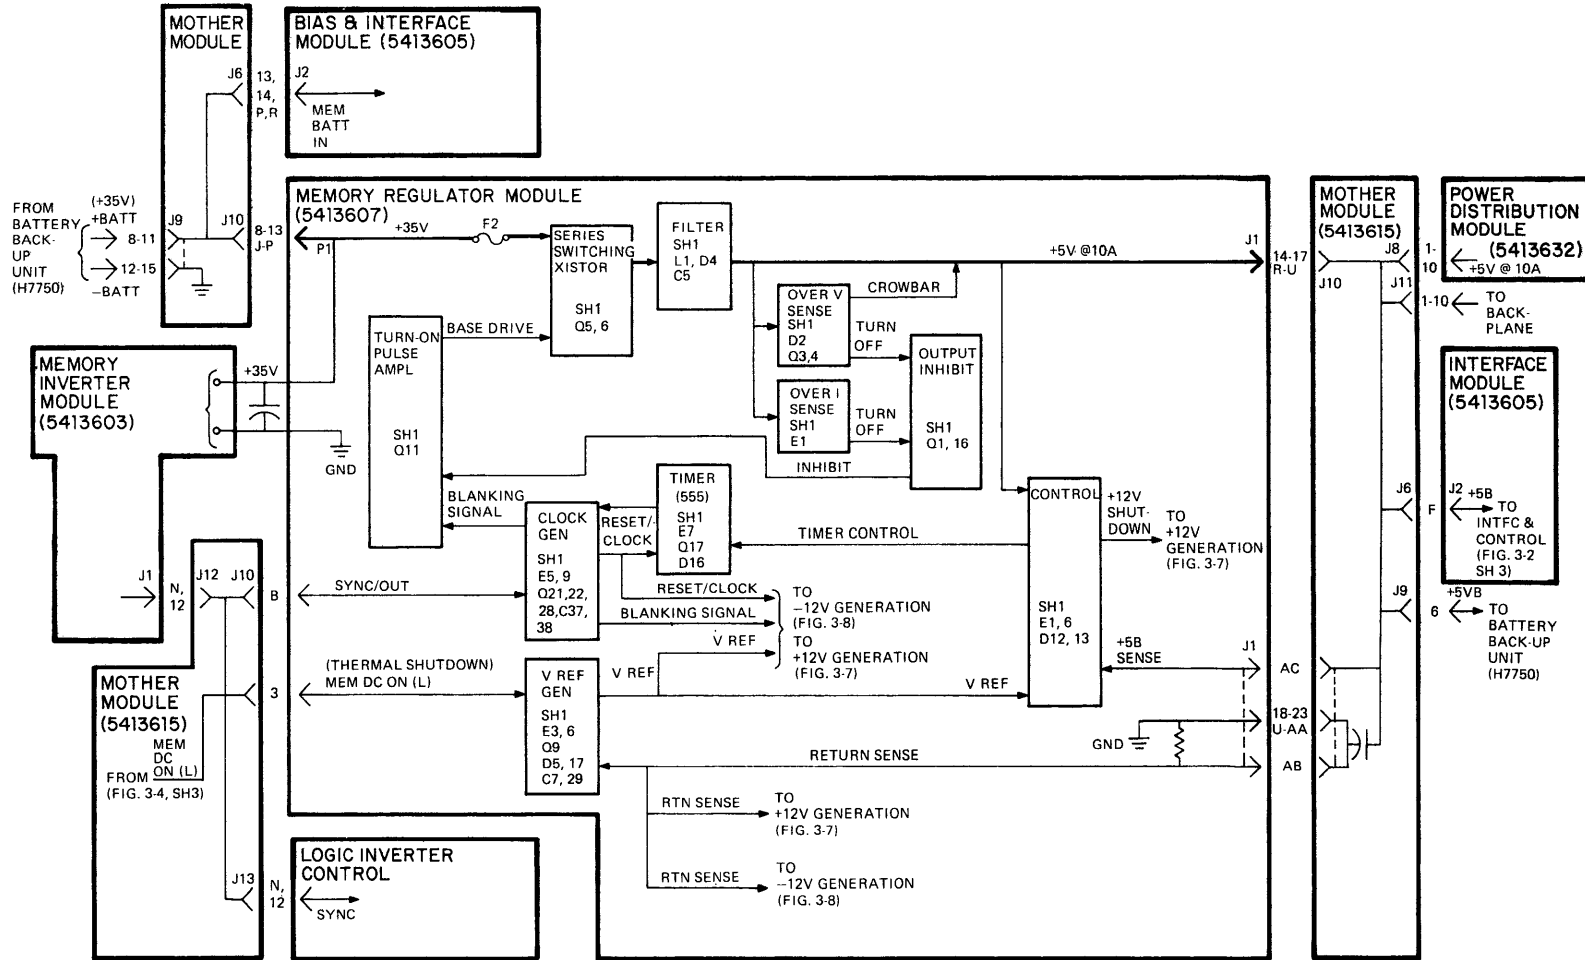 MOTHER
MODULE
J6
13,
14,
P,R
BIAS & INTERFACE
MODULE (5413605)
J2
MEM
BATT
IN
FROM
BATTERY
BACK-
UP
UNIT
(H7750)
(+35V)
+BATT
8-11
12-15
–BATT
J9
J10
8-13
J-P
MEMORY REGULATOR MODULE
(5413607)
P1
+35V
F2
SERIES
SWITCHING
XISTOR
SH1
Q5, 6
FILTER
SH1
L1, D4
C5
+5V @10A
CROWBAR
OVER V
SENSE
SH1
D2
Q3,4
TURN
OFF
OVER I
SENSE
SH1
E1
TURN
OFF
OUTPUT
INHIBIT
SH1
Q1, 16
INHIBIT
TURN-ON
PULSE
AMPL
SH1
Q11
BASE DRIVE
MEMORY
INVERTER
MODULE
(5413603)
+35V
GND
J1
N,
12
BLANKING
SIGNAL
CLOCK
GEN
SH1
E5, 9
Q21,22,
28,C37,
38
RESET/
CLOCK
TIMER
(555)
SH1
E7
Q17
D16
TIMER CONTROL
CONTROL
SH1
E1, 6
D12, 13
+12V
SHUT-
DOWN
TO
+12V
GENERATION
(FIG. 3-7)
RESET/CLOCK
BLANKING SIGNAL
V REF
TO
–12V GENERATION
(FIG. 3-8)
TO
+12V GENERATION
(FIG. 3-7)
SYNC/OUT
J12
J10
B
(THERMAL SHUTDOWN)
MEM DC ON (L)
3
V REF
GEN
SH1
E3, 6
Q9
D5, 17
C7, 29
V REF
V REF
+5B
SENSE
GND
RETURN SENSE
RTN SENSE
TO
+12V GENERATION
(FIG. 3-7)
RTN SENSE
TO
–12V GENERATION
(FIG. 3-8)
MOTHER
MODULE
(5413615)
MEM
DC
ON (L)
FROM
(FIG. 3-4, SH3)
J13
N,
12
LOGIC INVERTER
CONTROL
SYNC
J1
14-17
R-U
J1
AC
18-23
U-AA
AB
MOTHER
MODULE
(5413615)
J10
J8
1-
10
J11
1-10
TO
BACK-
PLANE
POWER
DISTRIBUTION
MODULE
(5413632)
+5V @ 10A
INTERFACE
MODULE
(5413605)
J6
F
J2
+5B
TO
INTFC &
CONTROL
(FIG. 3-2
SH 3)
J9
6
+5VB
TO
BATTERY
BACK-UP
UNIT
(H7750)